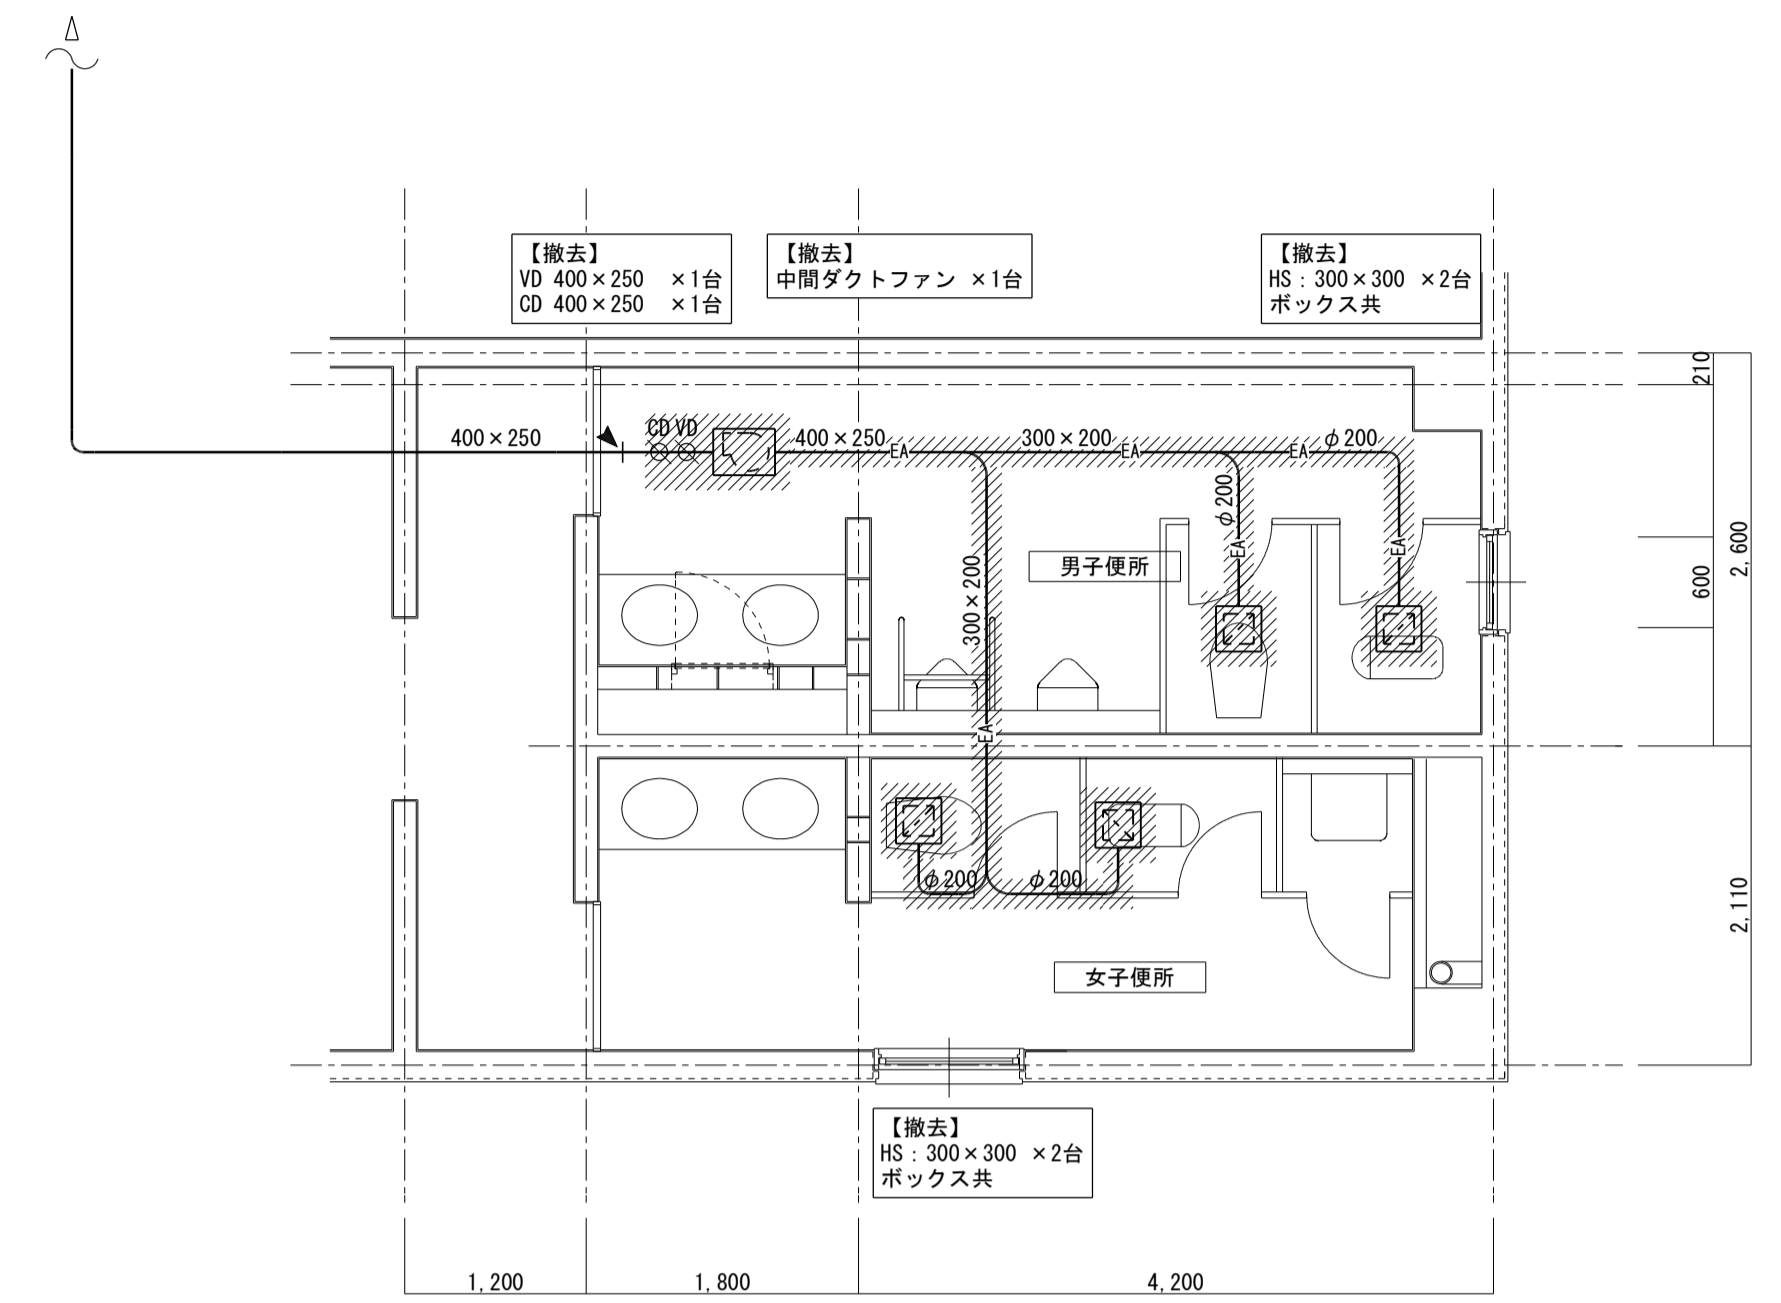 【撤去】
VD 400×250 ×1台
CD 400×250 ×1台
【撤去】
中間ダクトファン ×1台
【撤去】
HS：300×300 ×2台
ボックス共
210
400×250
CD VD
400×250
EA
300×200
EA
EA
φ200
φ200
EA
EA
300×200
男子便所
600
2,600
EA
φ200
φ200
2,110
女子便所
【撤去】
HS：300×300 ×2台
ボックス共
1,200
1,800
4,200